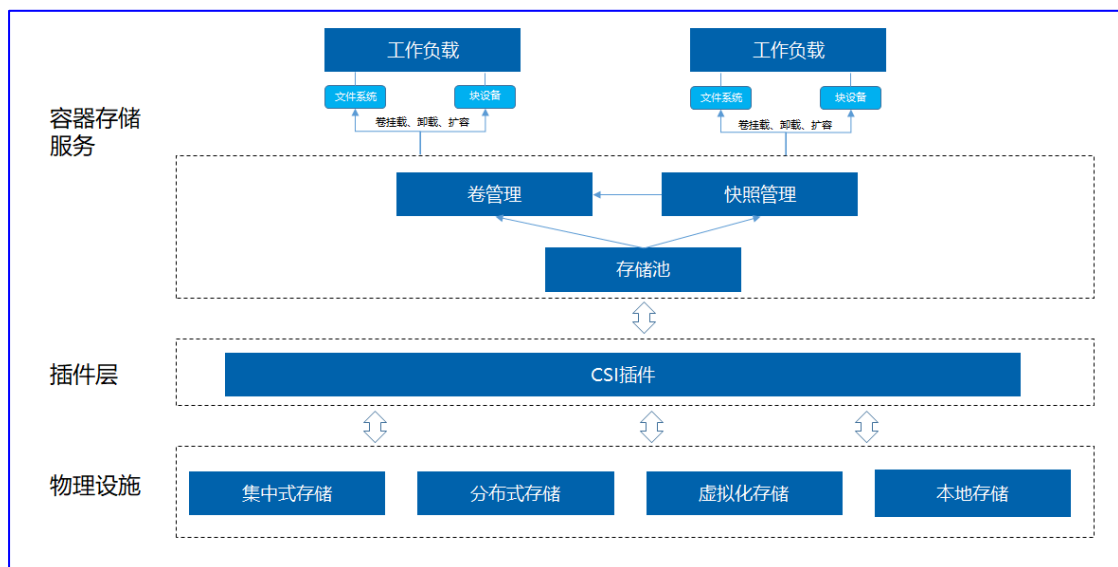 工作负载
工作负载
文件系统
块设备
文件系统
块设备
卷挂载、卸载、扩容
卷挂载、卸载、扩容
容器存储
服务
卷管理
快照管理
存储池
插件层
CSI插件
物理设施
集中式存储
分布式存储
虚拟化存储
本地存储